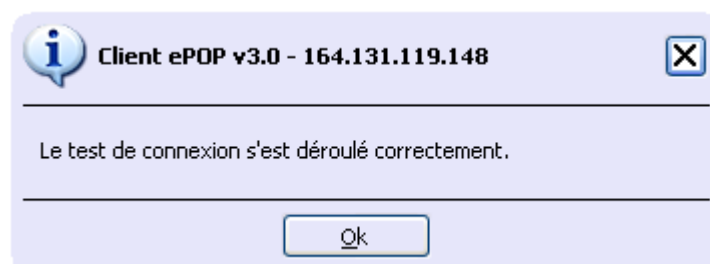 Client ePOP v3.0 - 164.131.119.148
Le test de connexion s'est déroulé correctement.
Ok